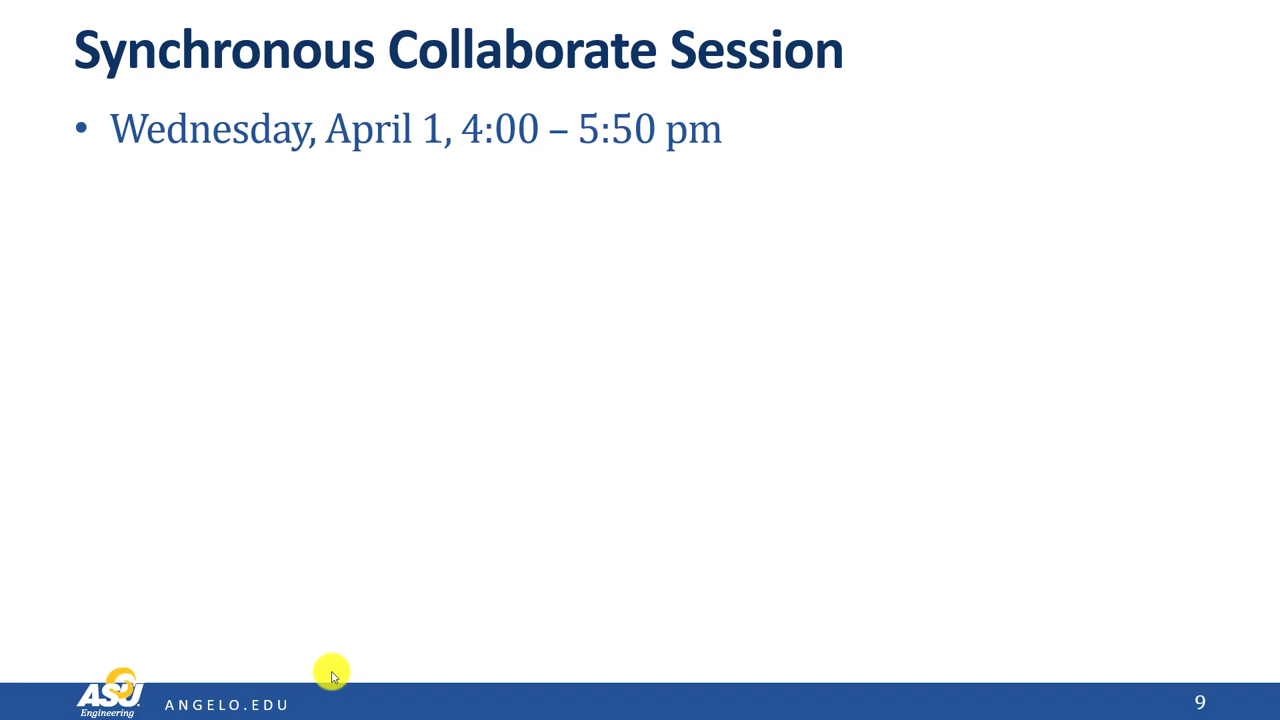 Synchronous Collaborate Session
• Wednesday, April 1, 4:00 – 5:50 pm
ASU
Engineering
ANGELO.EDU
9